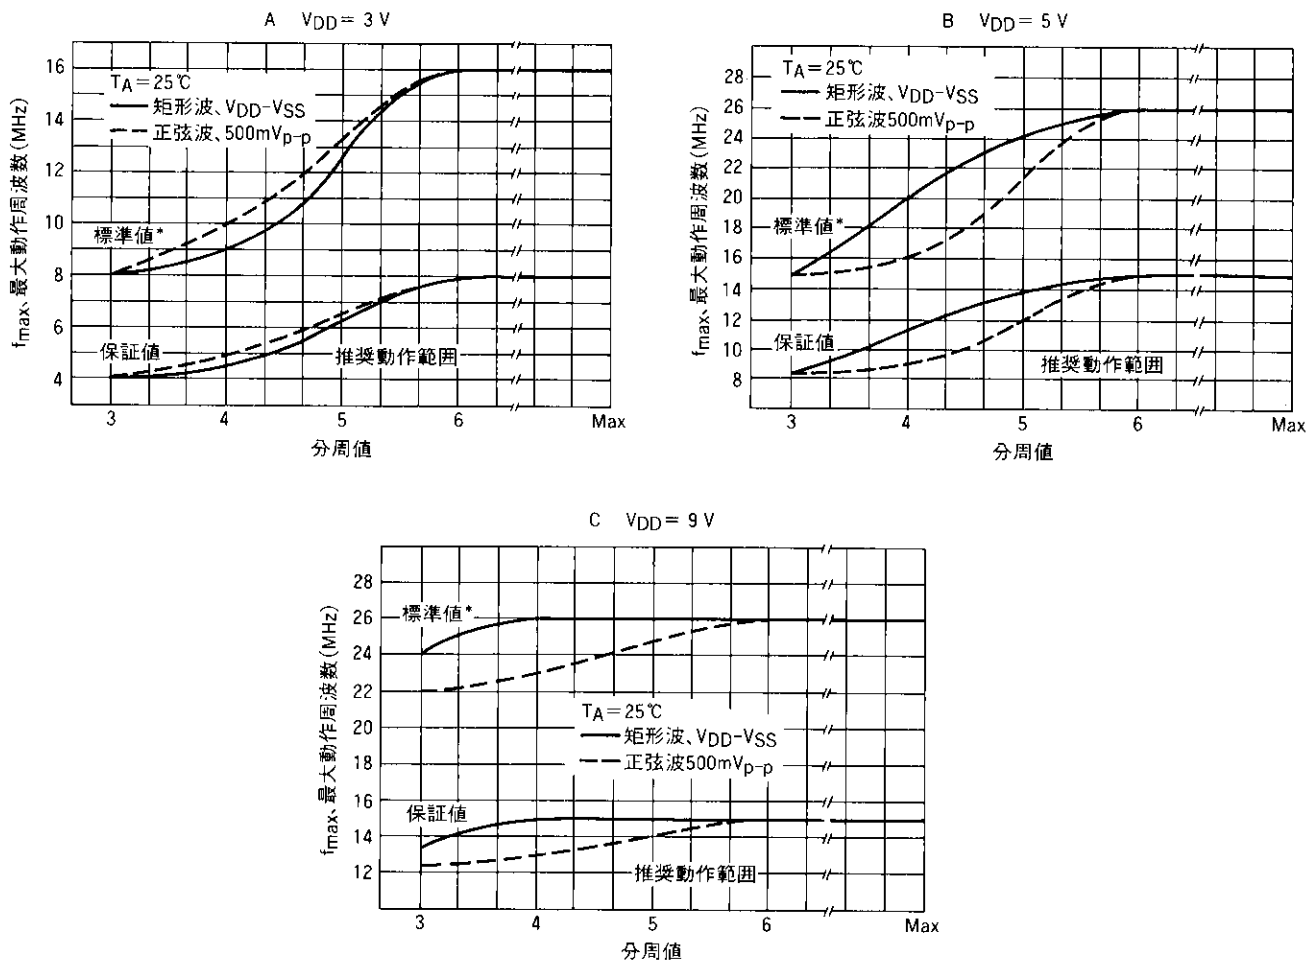 A VDD = 3 V
TA = 25℃
矩形波、VDD-VSS
正弦波、500mVp-p
標準値*
保証値
推奨動作範囲
fmax、最大動作周波数(MHz)
16
14
12
10
8
6
4
3 4 5 6 Max
分周値
B VDD = 5 V
TA = 25℃
矩形波、VDD-VSS
正弦波500mVp-p
標準値*
保証値
推奨動作範囲
fmax、最大動作周波数(MHz)
28
26
24
22
20
18
16
14
12
10
8
3 4 5 6 Max
分周値
C VDD = 9 V
標準値*
TA = 25℃
矩形波、VDD-VSS
正弦波500mVp-p
保証値
推奨動作範囲
fmax、最大動作周波数(MHz)
28
26
24
22
20
18
16
14
12
3 4 5 6 Max
分周値